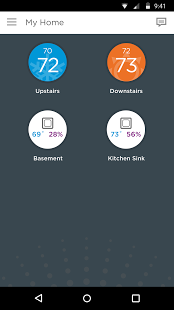 9:41
My Home
70
72
72
73
Upstairs
Downstairs
69° 28%
73° 56%
Basement
Kitchen Sink